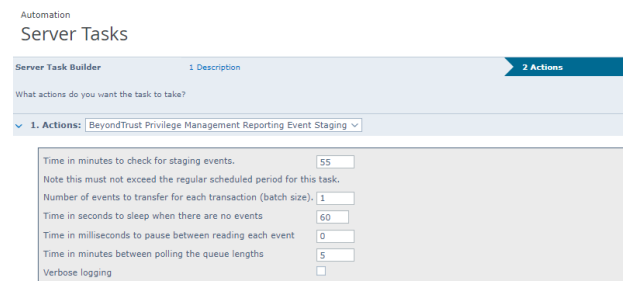 Automation
Server Tasks
Server Task Builder 1 Description 2 Actions
What actions do you want the task to take?
1. Actions: BeyondTrust Privilege Management Reporting Event Staging
Time in minutes to check for staging events. 55
Note this must not exceed the regular scheduled period for this task.
Number of events to transfer for each transaction (batch size). 1
Time in seconds to sleep when there are no events 60
Time in milliseconds to pause between reading each event 0
Time in minutes between polling the queue lengths 5
Verbose logging